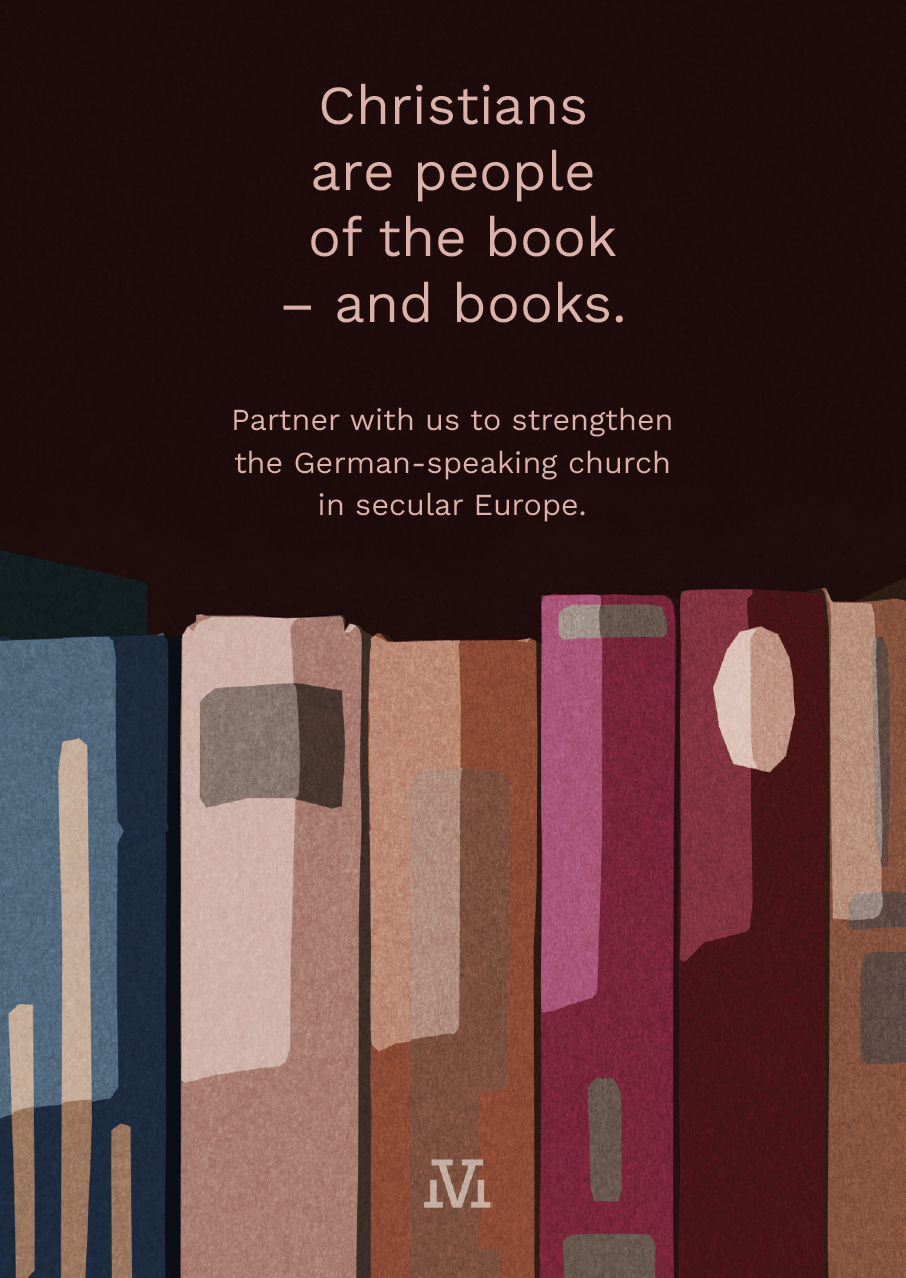 Christians
are people
of the book
– and books.
Partner with us to strengthen
the German-speaking church
in secular Europe.